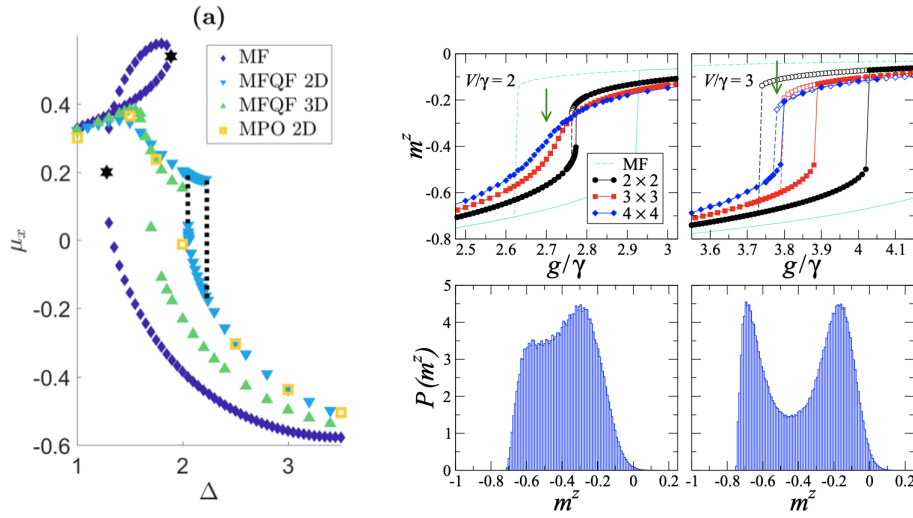 (a)
MF
MFQF 2D
MFQF 3D
MPO 2D
0.4
0.2
0
-0.2
-0.4
-0.6
μx
1
2
3
Δ
0
-0.2
-0.4
-0.6
-0.8
m^z
V/γ = 2
MF
2 × 2
3 × 3
4 × 4
2.5
2.6
2.7
2.8
2.9
3
g/γ
V/γ = 3
3.6
3.7
3.8
3.9
4
4.1
g/γ
5
4
3
2
1
0
P(m^z)
-1
-0.8
-0.6
-0.4
-0.2
0
0.2
m^z
-1
-0.8
-0.6
-0.4
-0.2
0
0.2
m^z